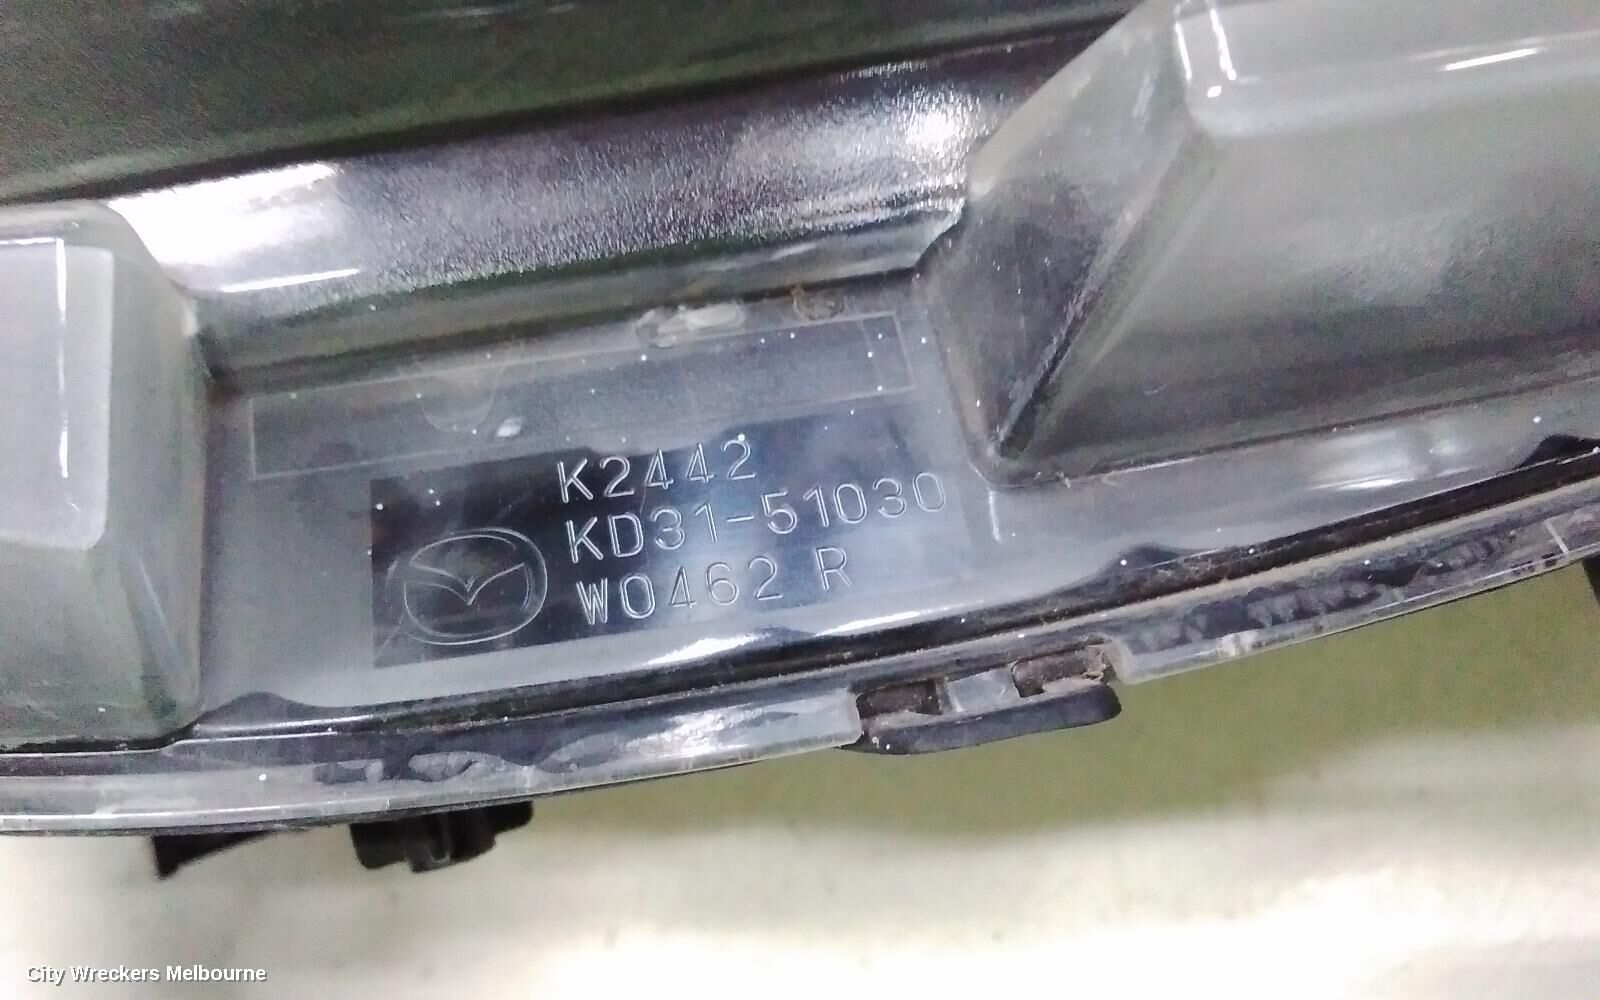 K2442
KD31-51030
W0462 R
City Wreckers Melbourne